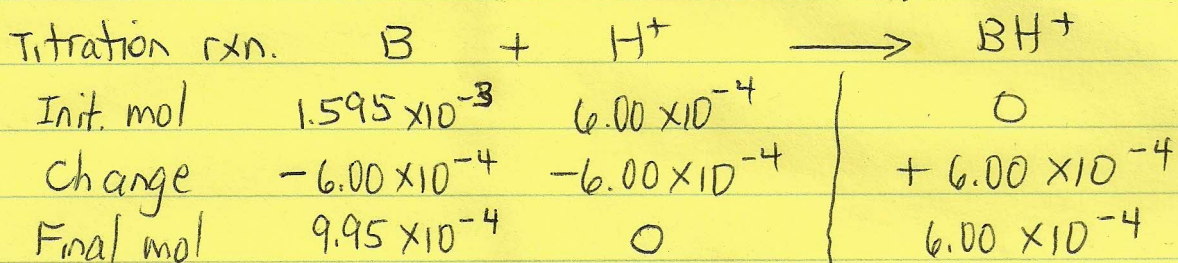 Titration rxn. B + H⁺ → BH⁺
Init. mol 1.595 x10⁻³ 6.00 x10⁻⁴ 0
Change -6.00 x10⁻⁴ -6.00 x10⁻⁴ + 6.00 x10⁻⁴
Final mol 9.95 x10⁻⁴ 0 6.00 x10⁻⁴